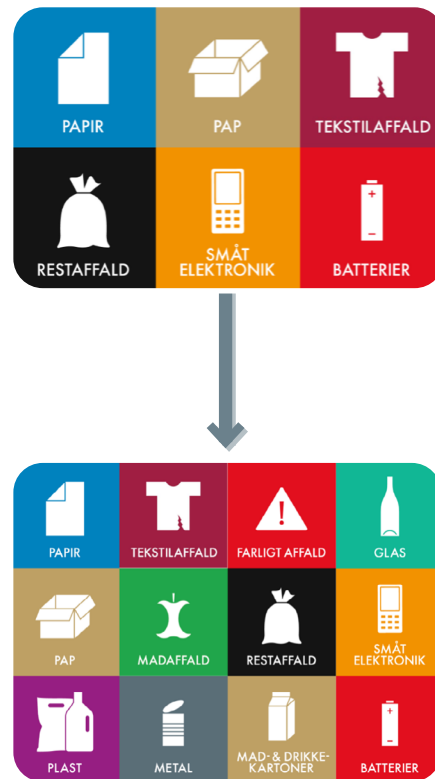 PAPIR
PAP
TEKSTILAFFALD
RESTAFFALD
SMÅT
ELEKTRONIK
BATTERIER
PAPIR
TEKSTILAFFALD
FARLIGT AFFALD
GLAS
PAP
MADAFFALD
RESTAFFALD
SMÅT
ELEKTRONIK
PLAST
METAL
MAD- & DRIKKE-
KARTONER
BATTERIER